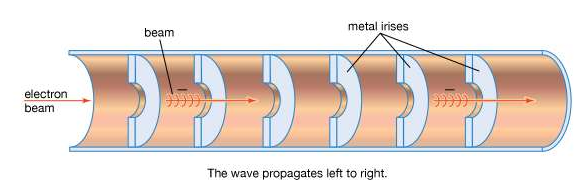 beam
metal irises
electron
beam
The wave propagates left to right.